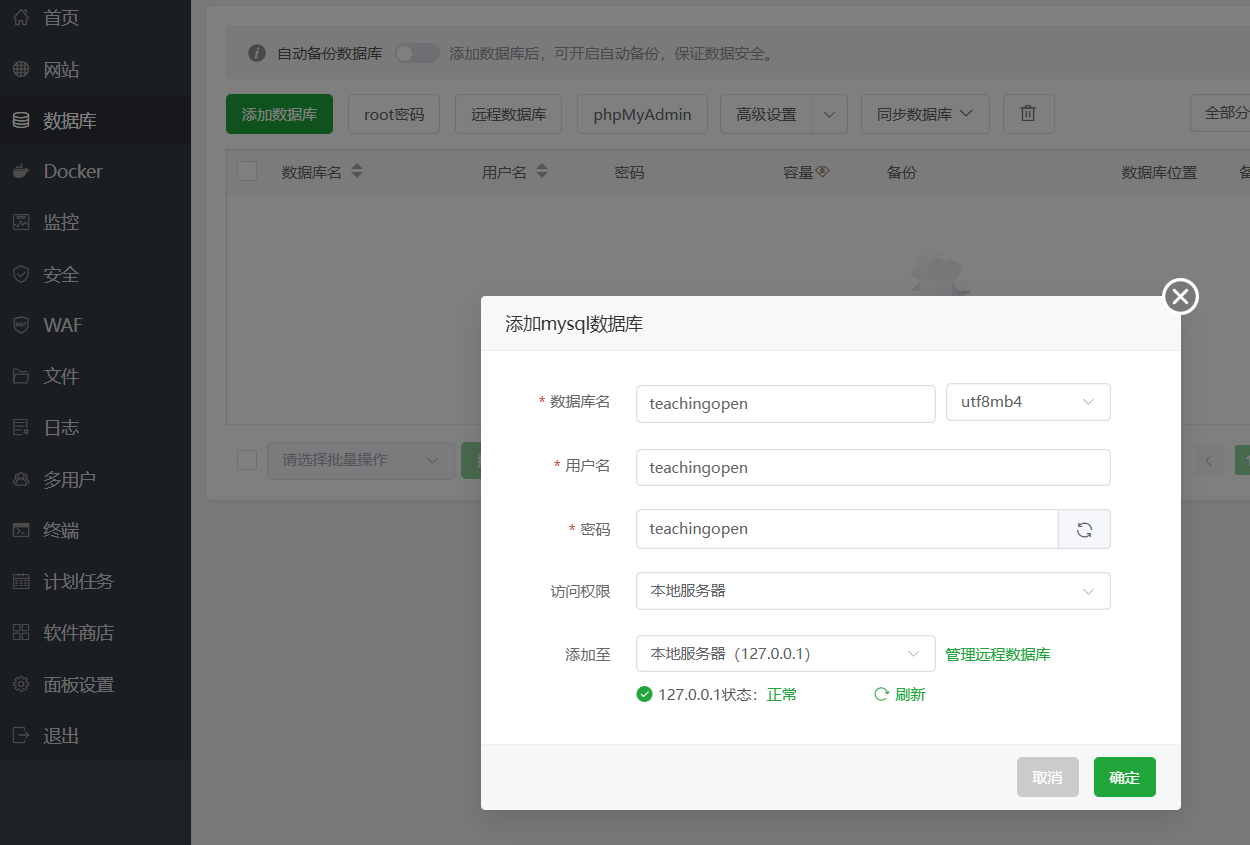 首页
网站
数据库
Docker
监控
安全
WAF
文件
日志
多用户
终端
计划任务
软件商店
面板设置
退出
自动备份数据库 添加数据库后，可开启自动备份，保证数据安全。
添加数据库 root密码 远程数据库 phpMyAdmin 高级设置 同步数据库 全部分
数据库名 用户名 密码 容量 备份 数据库位置 备
请选择批量操作
添加mysql数据库
* 数据库名 teachingopen utf8mb4
* 用户名 teachingopen
* 密码 teachingopen
访问权限 本地服务器
添加至 本地服务器（127.0.0.1） 管理远程数据库
127.0.0.1状态：正常 刷新
取消 确定